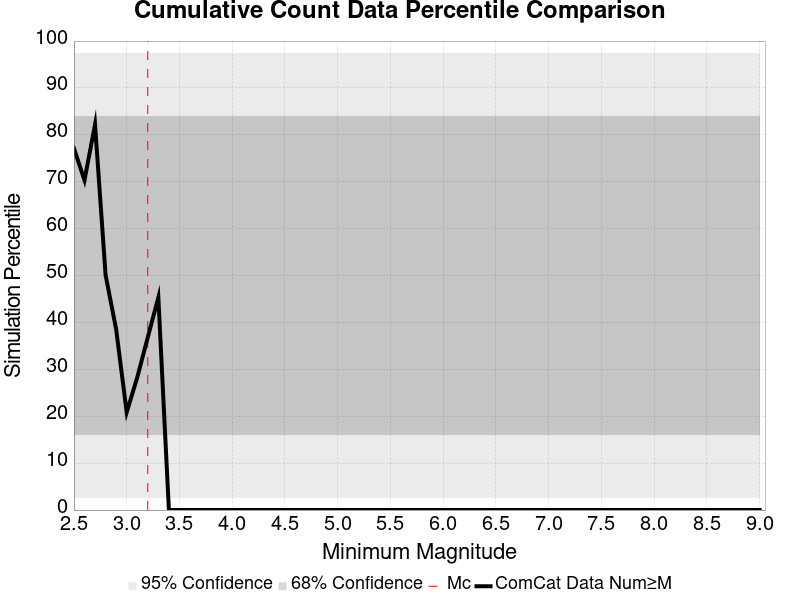 Cumulative Count Data Percentile Comparison
100
90
80
70
60
50
40
30
20
10
0
Simulation Percentile
2.5 3.0 3.5 4.0 4.5 5.0 5.5 6.0 6.5 7.0 7.5 8.0 8.5 9.0
Minimum Magnitude
95% Confidence 68% Confidence Mc ComCat Data Num≥M